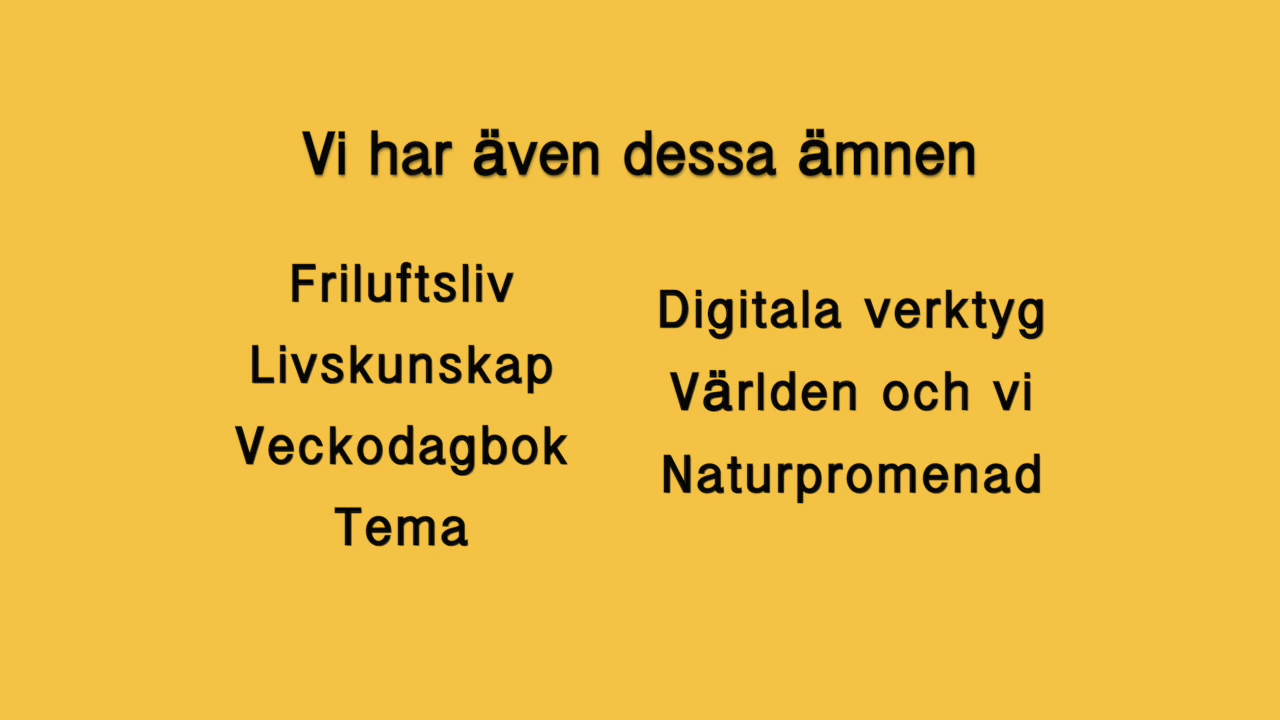 Vi har även dessa ämnen
Friluftsliv
Livskunskap
Veckodagbok
Tema
Digitala verktyg
Världen och vi
Naturpromenad